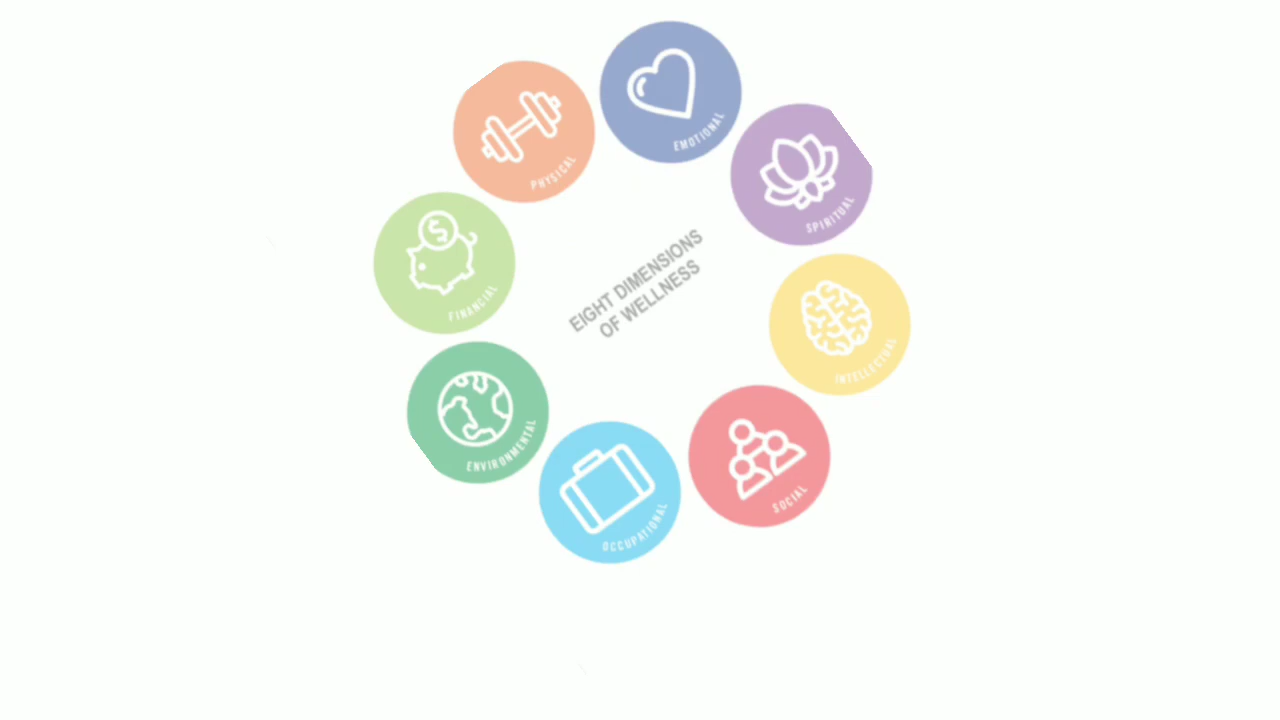 EMOTIONAL
PHYSICAL
SPIRITUAL
EIGHT DIMENSIONS
OF WELLNESS
FINANCIAL
INTELLECTUAL
ENVIRONMENTAL
SOCIAL
OCCUPATIONAL